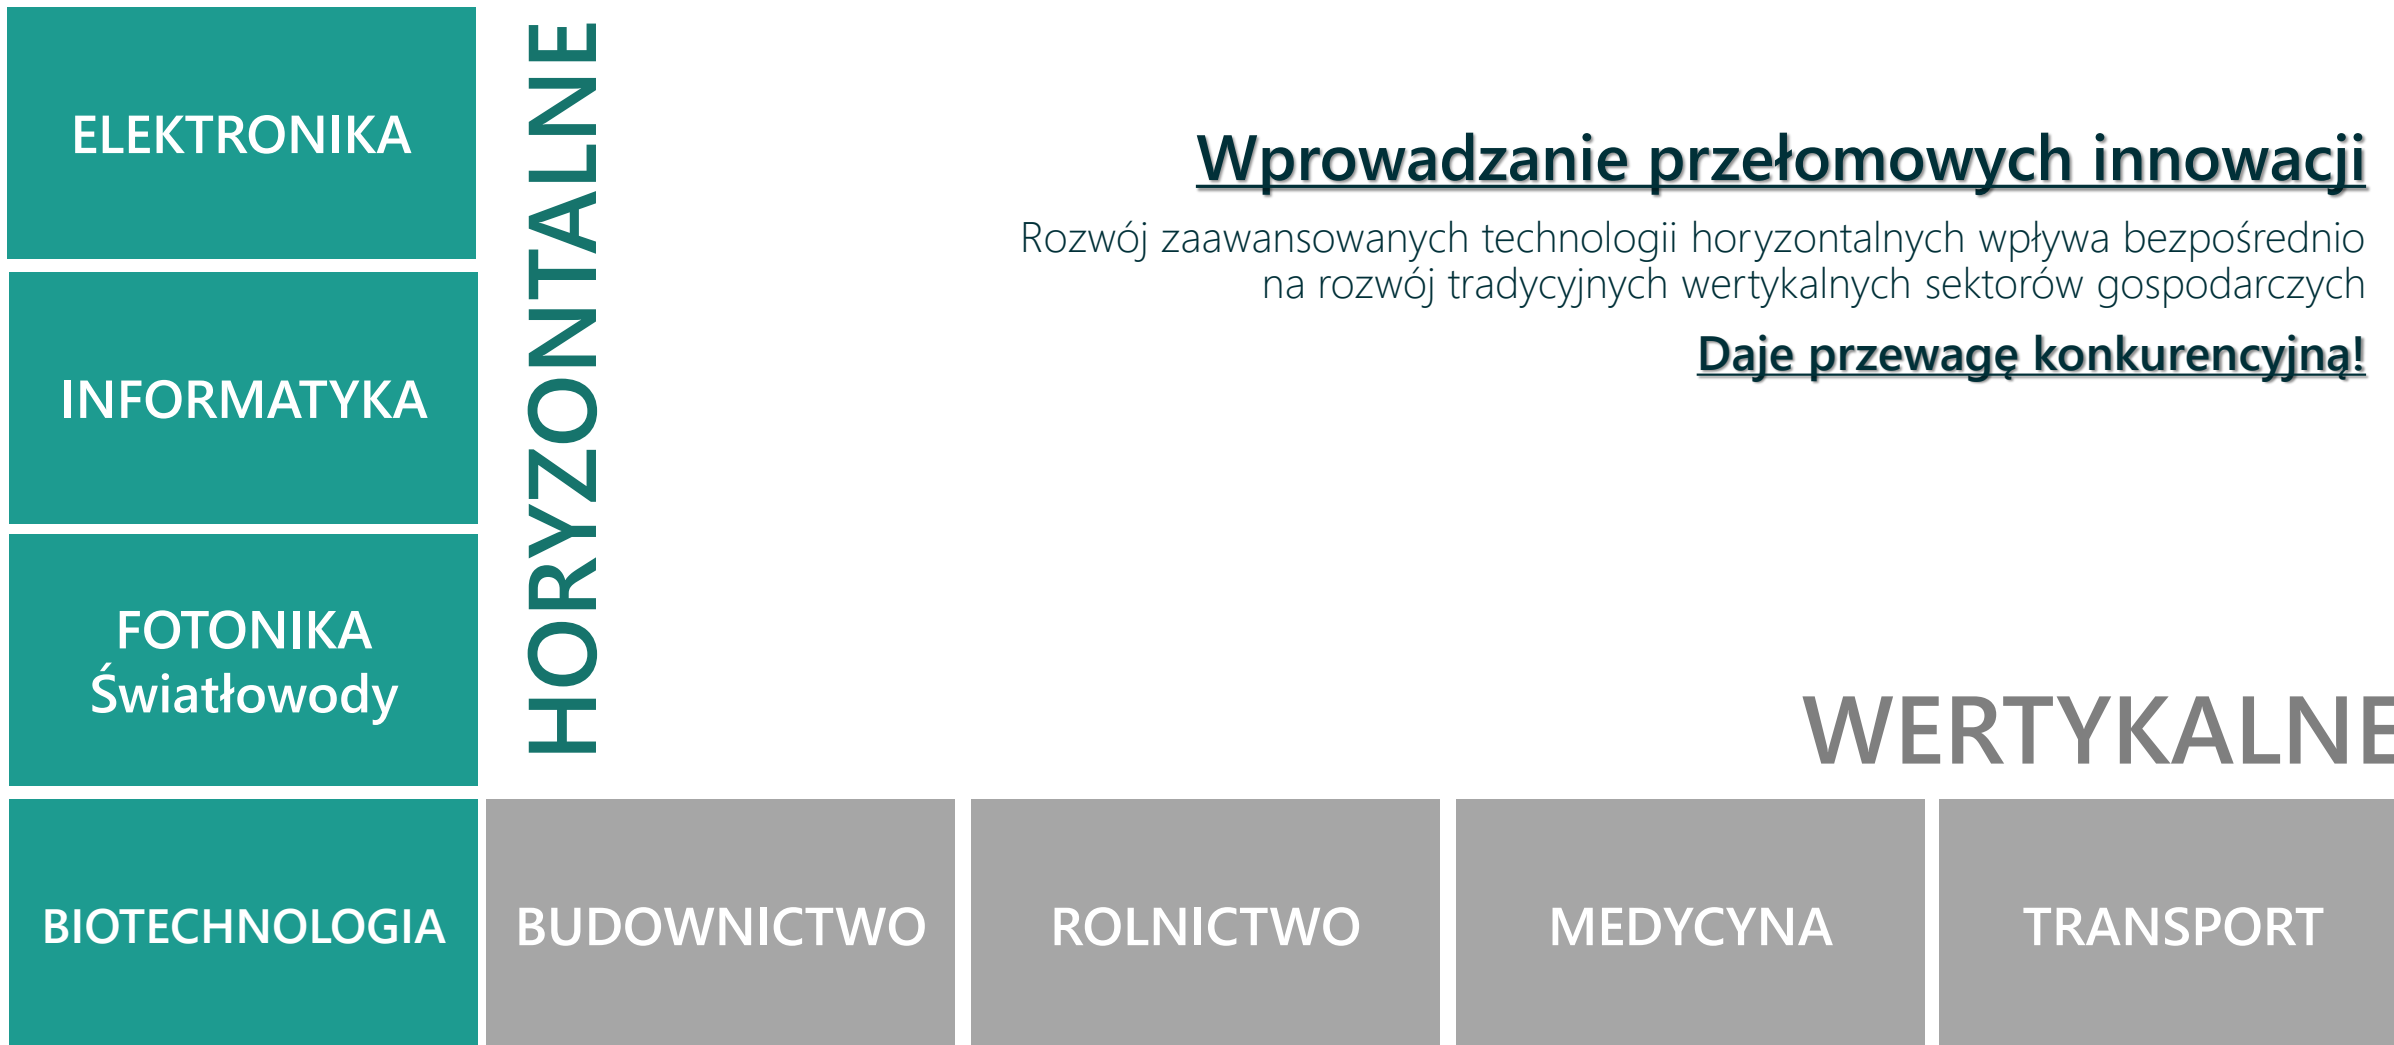 ELEKTRONIKA
INFORMATYKA
FOTONIKA
Światłowody
BIOTECHNOLOGIA
HORYZONTALNE
Wprowadzanie przełomowych innowacji
Rozwój zaawansowanych technologii horyzontalnych wpływa bezpośrednio
na rozwój tradycyjnych wertykalnych sektorów gospodarczych
Daje przewagę konkurencyjną!
WERTYKALNE
BUDOWNICTWO
ROLNICTWO
MEDYCYNA
TRANSPORT